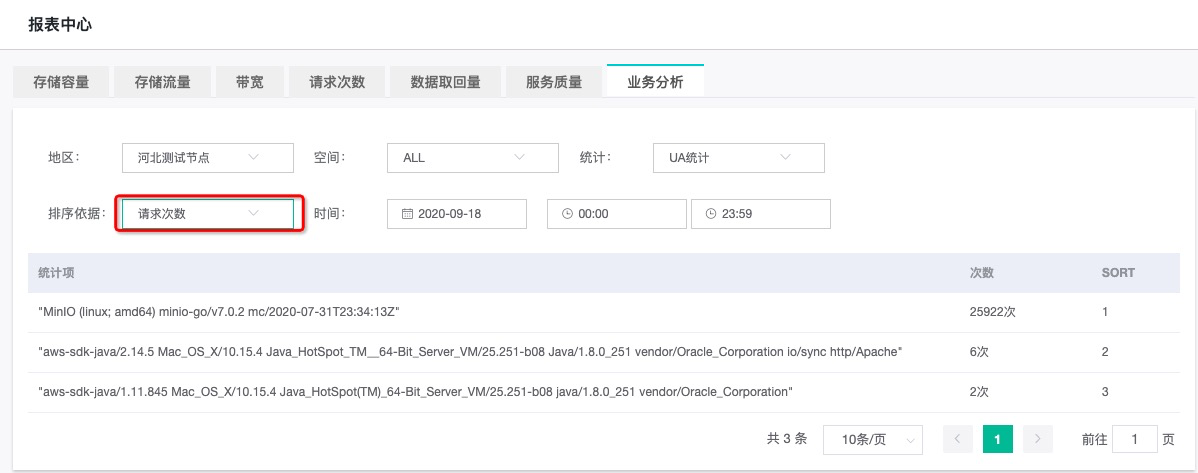 报表中心
存储容量 存储流量 带宽 请求次数 数据取回量 服务质量 业务分析
地区： 河北测试节点 空间： ALL 统计： UA统计
排序依据： 请求次数 时间： 2020-09-18 00:00 23:59
统计项 次数 SORT
"MinIO (linux; amd64) minio-go/v7.0.2 mc/2020-07-31T23:34:13Z" 25922次 1
"aws-sdk-java/2.14.5 Mac_OS_X/10.15.4 Java_HotSpot_TM__64-Bit_Server_VM/25.251-b08 Java/1.8.0_251 vendor/Oracle_Corporation io/sync http/Apache" 6次 2
"aws-sdk-java/1.11.845 Mac_OS_X/10.15.4 Java_HotSpot(TM)_64-Bit_Server_VM/25.251-b08 java/1.8.0_251 vendor/Oracle_Corporation" 2次 3
共 3 条 10条/页 1 前往 1 页